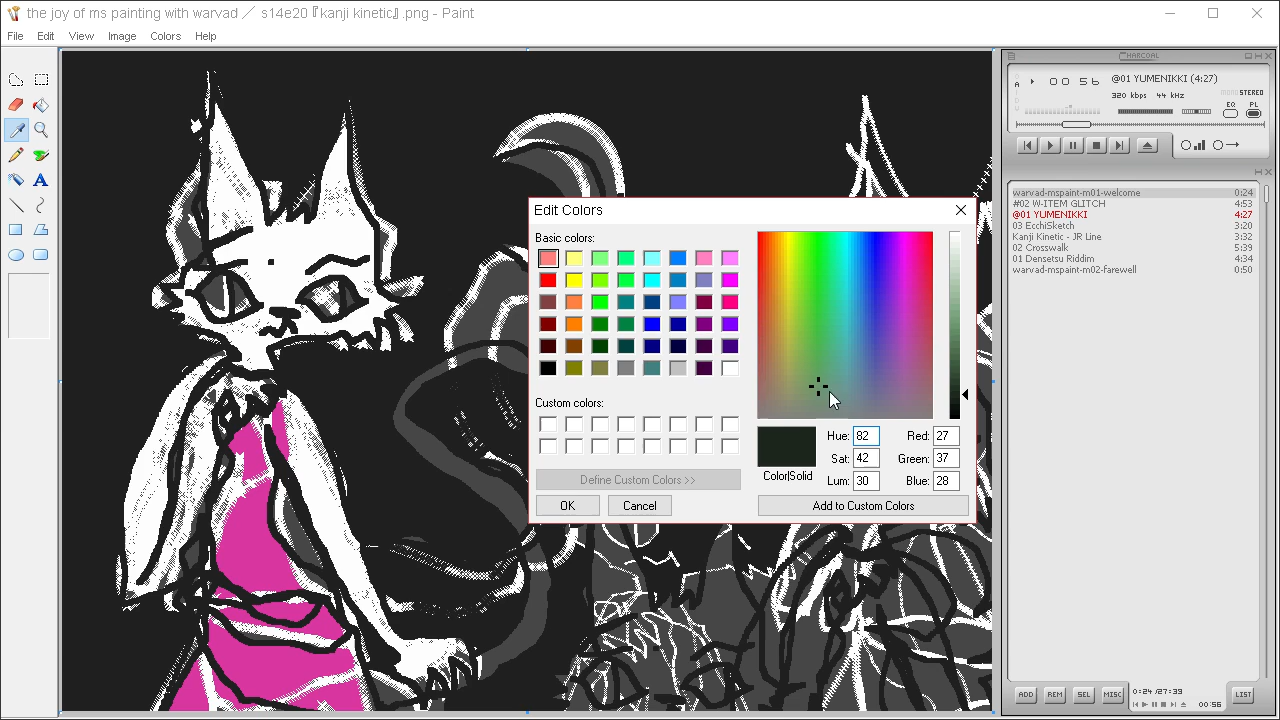 the joy of ms painting with warvad ／ s14e20『kanji kinetic』.png - Paint
File Edit View Image Colors Help
CHARCOAL
00 56
@01 YUMENIKKI (4:27)
320 kbps 44 kHz
MONO STEREO
EQ PL
warvad-mspaint-m01-welcome 0:24
#02 W-ITEM GLITCH 4:53
@01 YUMENIKKI 4:27
03 EcchiSketch 3:20
Kanji Kinetic - JR Line 3:32
02 Crosswalk 5:39
01 Densetsu Riddim 4:34
warvad-mspaint-m02-farewell
Edit Colors
Basic colors:
Custom colors:
Define Custom Colors >>
OK Cancel
Hue: 82 Red: 27
Sat: 42 Green: 37
Color|Solid
Lum: 30 Blue: 28
Add to Custom Colors
ADD REM SEL MISC
0:24 /27:39
00:56
LIST